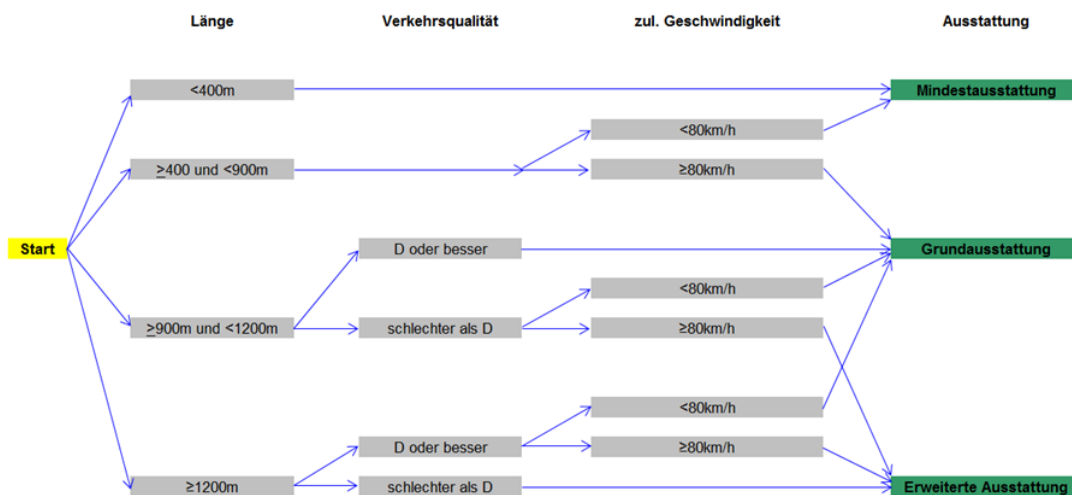 Länge Verkehrsqualität zul. Geschwindigkeit Ausstattung
<400m Mindestausstattung
<80km/h
≥400 und <900m ≥80km/h
Start D oder besser Grundausstattung
<80km/h
≥900m und <1200m schlechter als D ≥80km/h
<80km/h
D oder besser ≥80km/h
≥1200m schlechter als D Erweiterte Ausstattung